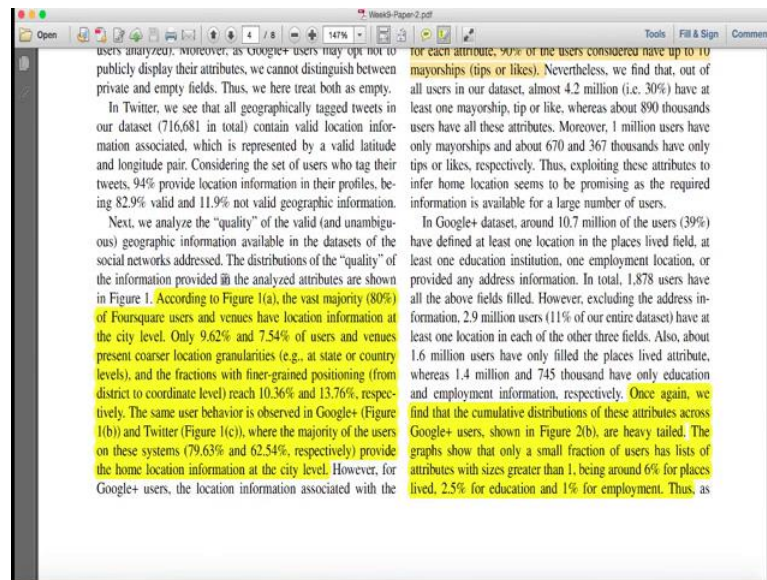 Week9-Paper-2.pdf
Open
4
/ 8
147%
Tools
Fill & Sign
Commen
users analyzed). Moreover, as Google+ users may opt not to
publicly display their attributes, we cannot distinguish between
private and empty fields. Thus, we here treat both as empty.
In Twitter, we see that all geographically tagged tweets in
our dataset (716,681 in total) contain valid location infor-
mation associated, which is represented by a valid latitude
and longitude pair. Considering the set of users who tag their
tweets, 94% provide location information in their profiles, be-
ing 82.9% valid and 11.9% not valid geographic information.
Next, we analyze the “quality” of the valid (and unambigu-
ous) geographic information available in the datasets of the
social networks addressed. The distributions of the “quality” of
the information provided in the analyzed attributes are shown
in Figure 1. According to Figure 1(a), the vast majority (80%)
of Foursquare users and venues have location information at
the city level. Only 9.62% and 7.54% of users and venues
present coarser location granularities (e.g., at state or country
levels), and the fractions with finer-grained positioning (from
district to coordinate level) reach 10.36% and 13.76%, respec-
tively. The same user behavior is observed in Google+ (Figure
1(b)) and Twitter (Figure 1(c)), where the majority of the users
on these systems (79.63% and 62.54%, respectively) provide
the home location information at the city level. However, for
Google+ users, the location information associated with the
for each attribute, 90% of the users considered have up to 10
mayorships (tips or likes). Nevertheless, we find that, out of
all users in our dataset, almost 4.2 million (i.e. 30%) have at
least one mayorship, tip or like, whereas about 890 thousands
users have all these attributes. Moreover, 1 million users have
only mayorships and about 670 and 367 thousands have only
tips or likes, respectively. Thus, exploiting these attributes to
infer home location seems to be promising as the required
information is available for a large number of users.
In Google+ dataset, around 10.7 million of the users (39%)
have defined at least one location in the places lived field, at
least one education institution, one employment location, or
provided any address information. In total, 1,878 users have
all the above fields filled. However, excluding the address in-
formation, 2.9 million users (11% of our entire dataset) have at
least one location in each of the other three fields. Also, about
1.6 million users have only filled the places lived attribute,
whereas 1.4 million and 745 thousand have only education
and employment information, respectively. Once again, we
find that the cumulative distributions of these attributes across
Google+ users, shown in Figure 2(b), are heavy tailed. The
graphs show that only a small fraction of users has lists of
attributes with sizes greater than 1, being around 6% for places
lived, 2.5% for education and 1% for employment. Thus, as